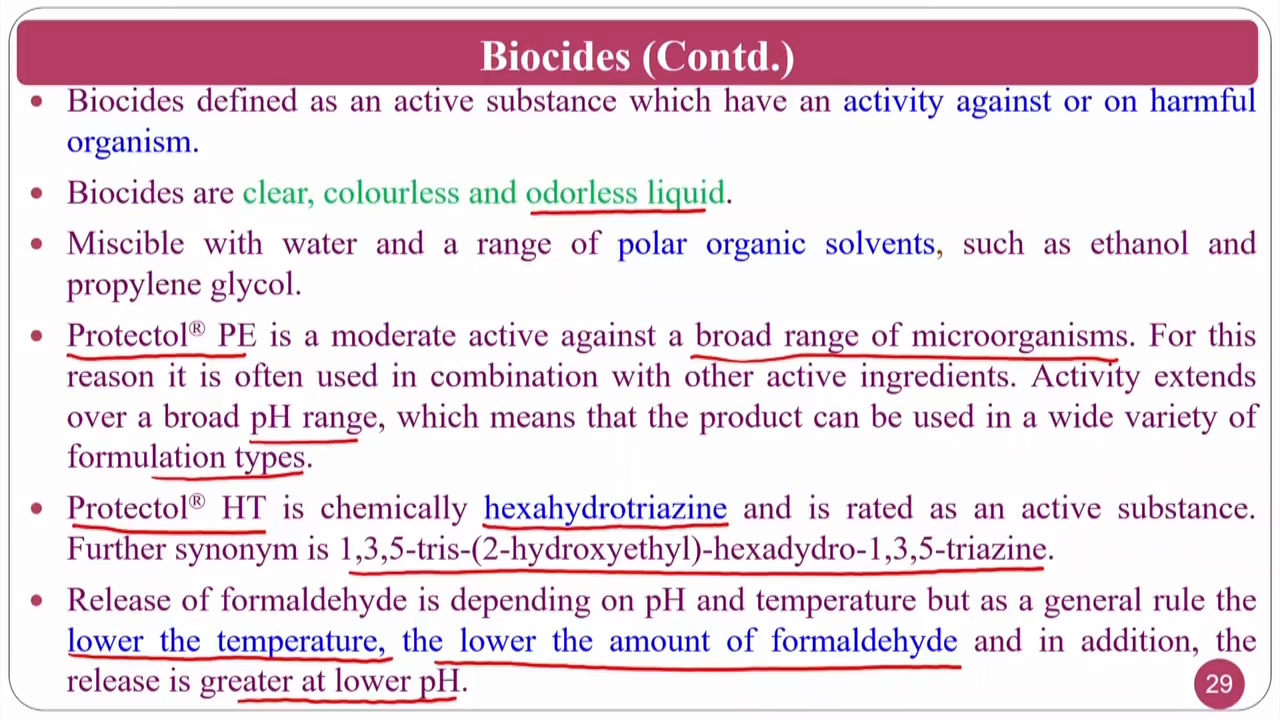 Biocides (Contd.)
• Biocides defined as an active substance which have an activity against or on harmful
organism.
• Biocides are clear, colourless and odorless liquid.
• Miscible with water and a range of polar organic solvents, such as ethanol and
propylene glycol.
• Protectol® PE is a moderate active against a broad range of microorganisms. For this
reason it is often used in combination with other active ingredients. Activity extends
over a broad pH range, which means that the product can be used in a wide variety of
formulation types.
• Protectol® HT is chemically hexahydrotriazine and is rated as an active substance.
Further synonym is 1,3,5-tris-(2-hydroxyethyl)-hexadydro-1,3,5-triazine.
• Release of formaldehyde is depending on pH and temperature but as a general rule the
lower the temperature, the lower the amount of formaldehyde and in addition, the
release is greater at lower pH.
29